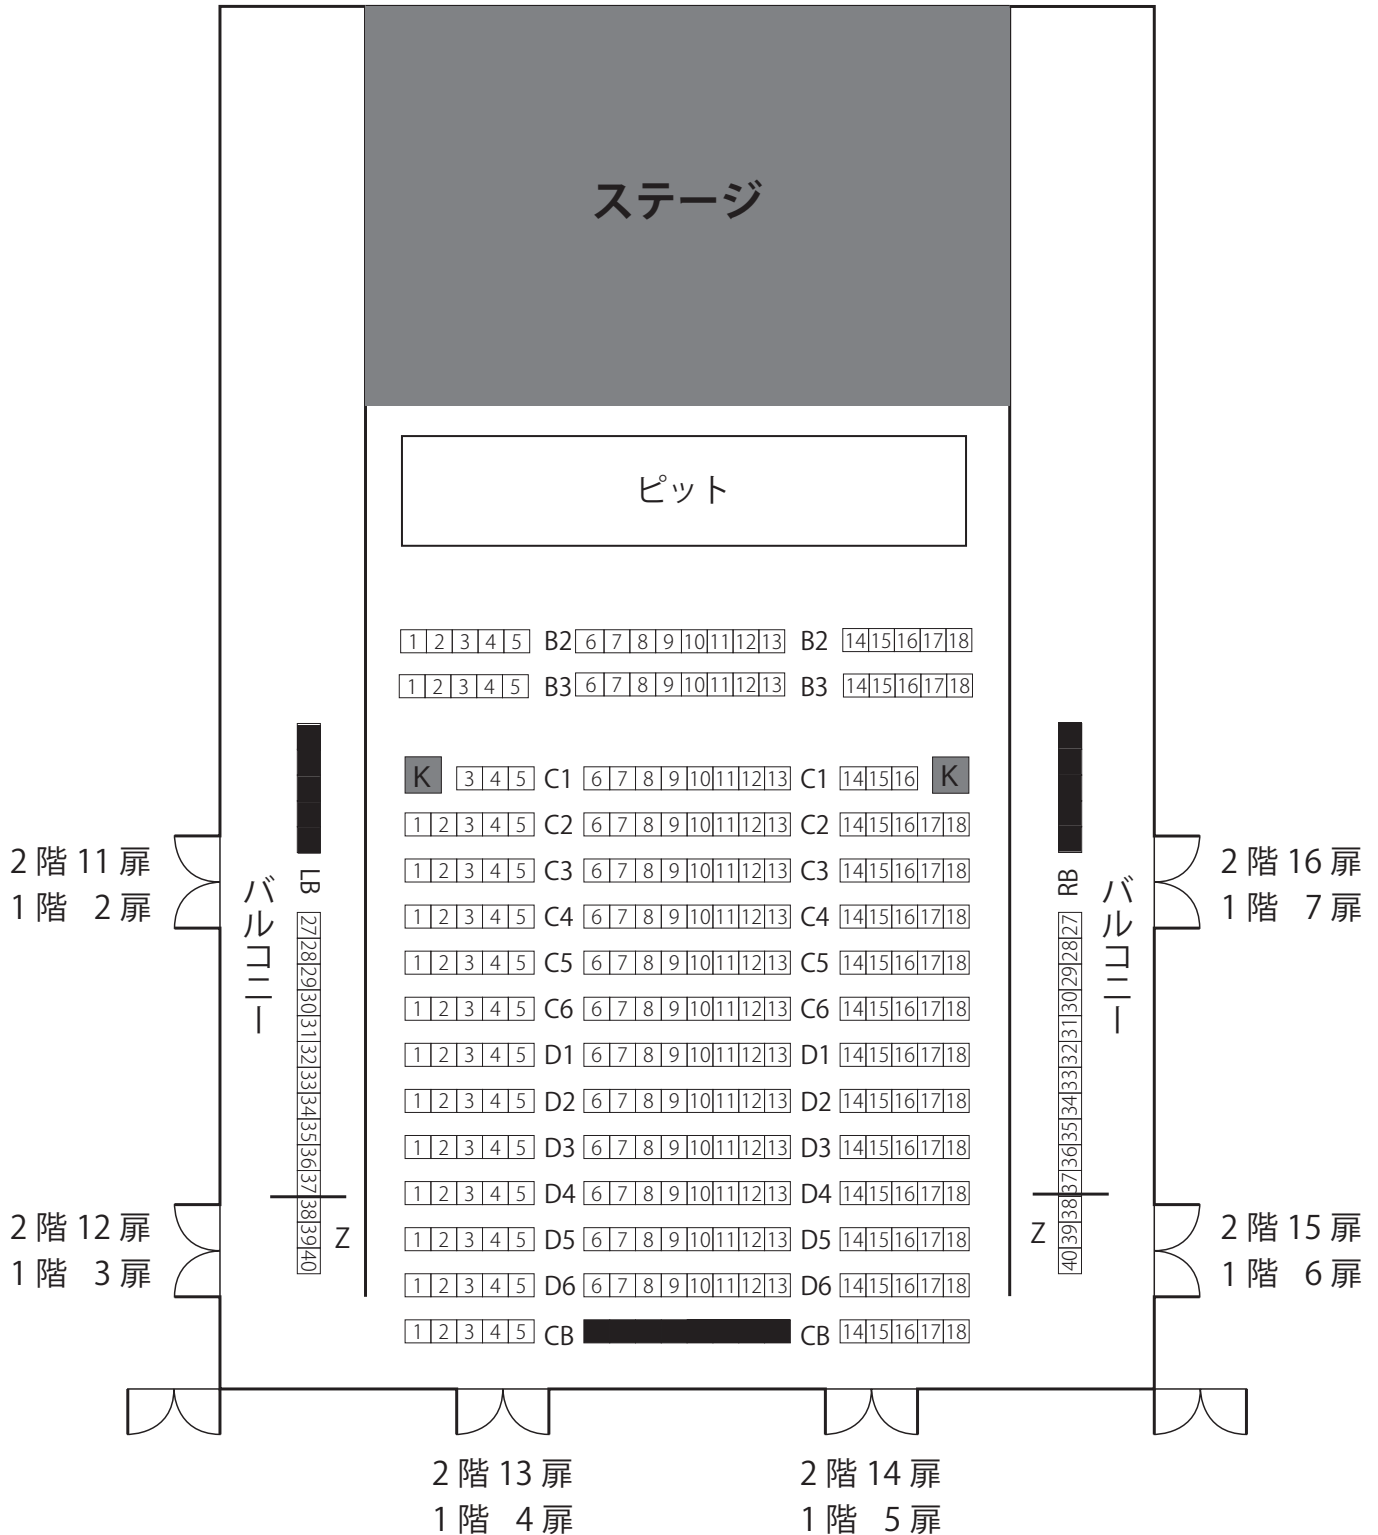 ステージ
ピット
1 2 3 4 5 B2 6 7 8 9 10 11 12 13 B2 14 15 16 17 18
1 2 3 4 5 B3 6 7 8 9 10 11 12 13 B3 14 15 16 17 18
K 3 4 5 C1 6 7 8 9 10 11 12 13 C1 14 15 16 K
1 2 3 4 5 C2 6 7 8 9 10 11 12 13 C2 14 15 16 17 18
1 2 3 4 5 C3 6 7 8 9 10 11 12 13 C3 14 15 16 17 18
1 2 3 4 5 C4 6 7 8 9 10 11 12 13 C4 14 15 16 17 18
1 2 3 4 5 C5 6 7 8 9 10 11 12 13 C5 14 15 16 17 18
1 2 3 4 5 C6 6 7 8 9 10 11 12 13 C6 14 15 16 17 18
1 2 3 4 5 D1 6 7 8 9 10 11 12 13 D1 14 15 16 17 18
1 2 3 4 5 D2 6 7 8 9 10 11 12 13 D2 14 15 16 17 18
1 2 3 4 5 D3 6 7 8 9 10 11 12 13 D3 14 15 16 17 18
1 2 3 4 5 D4 6 7 8 9 10 11 12 13 D4 14 15 16 17 18
1 2 3 4 5 D5 6 7 8 9 10 11 12 13 D5 14 15 16 17 18
1 2 3 4 5 D6 6 7 8 9 10 11 12 13 D6 14 15 16 17 18
1 2 3 4 5 CB CB 14 15 16 17 18
2階11扉
1階 2扉
バルコニー
LB 27 28 29 30 31 32 33 34 35 36 37 38 39 40
Z
2階12扉
1階 3扉
RB 27 28 29 30 31 32 33 34 35 36 37 38 39 40
Z
バルコニー
2階16扉
1階 7扉
2階15扉
1階 6扉
2階13扉
1階 4扉
2階14扉
1階 5扉